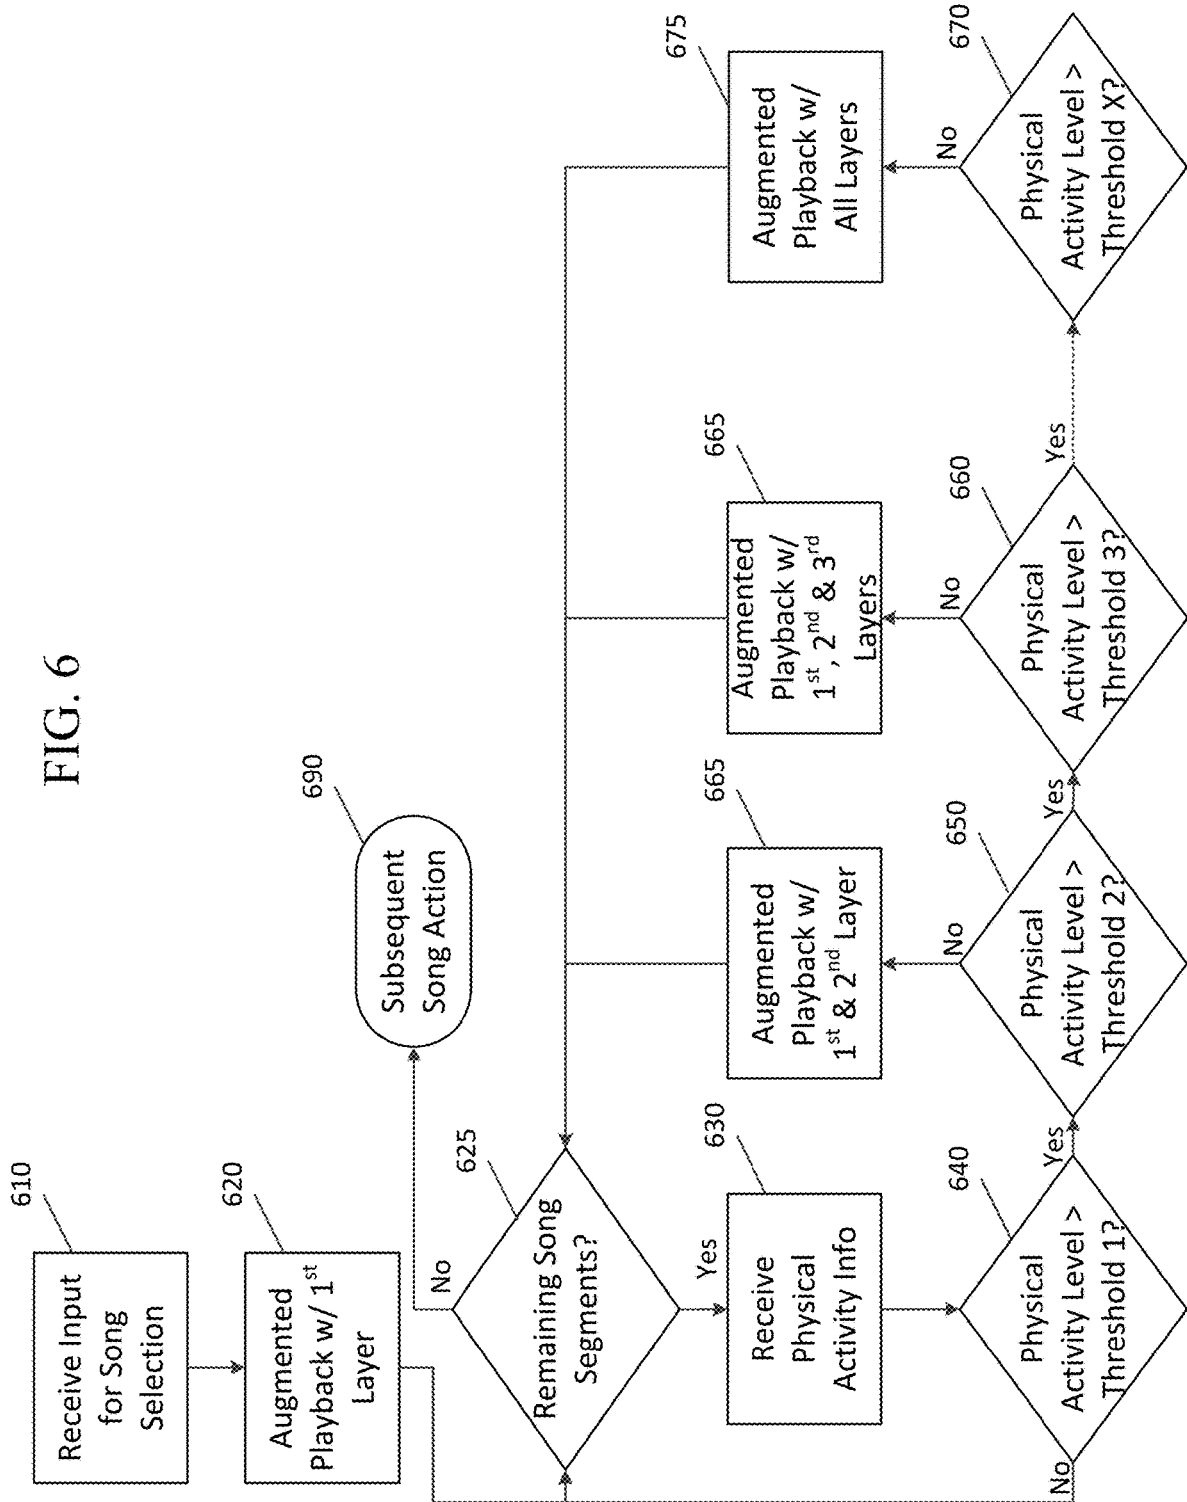 FIG. 6
610
Receive Input
for Song
Selection
620
Augmented
Playback w/ 1st
Layer
690
Subsequent
Song Action
No
625
Remaining Song
Segments?
Yes
630
Receive
Physical
Activity Info
640
Physical
Activity Level >
Threshold 1?
No
Yes
665
Augmented
Playback w/
1st & 2nd Layer
No
650
Physical
Activity Level >
Threshold 2?
Yes
665
Augmented
Playback w/
1st, 2nd & 3rd
Layers
No
660
Physical
Activity Level >
Threshold 3?
Yes
675
Augmented
Playback w/
All Layers
No
670
Physical
Activity Level >
Threshold X?